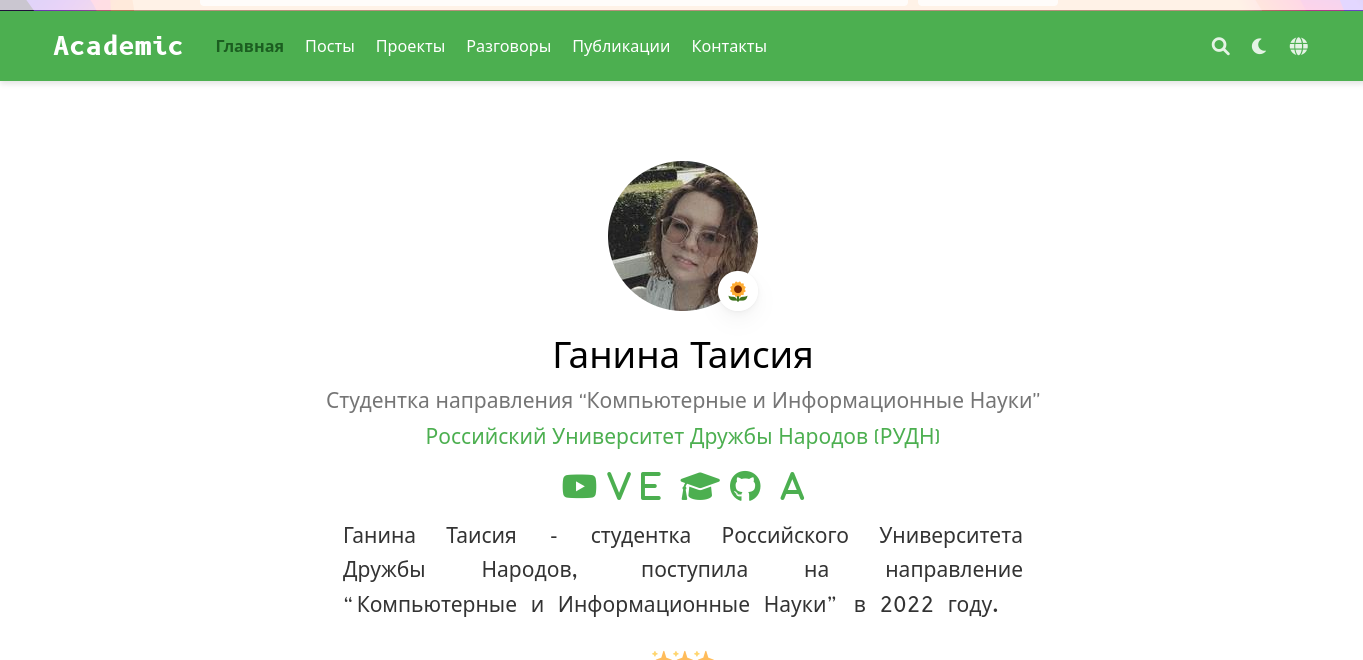 Academic
Главная Посты Проекты Разговоры Публикации Контакты
Ганина Таисия
Студентка направления “Компьютерные и Информационные Науки”
Российский Университет Дружбы Народов (РУДН)
V E A
Ганина Таисия - студентка Российского Университета
Дружбы Народов, поступила на направление
“Компьютерные и Информационные Науки” в 2022 году.